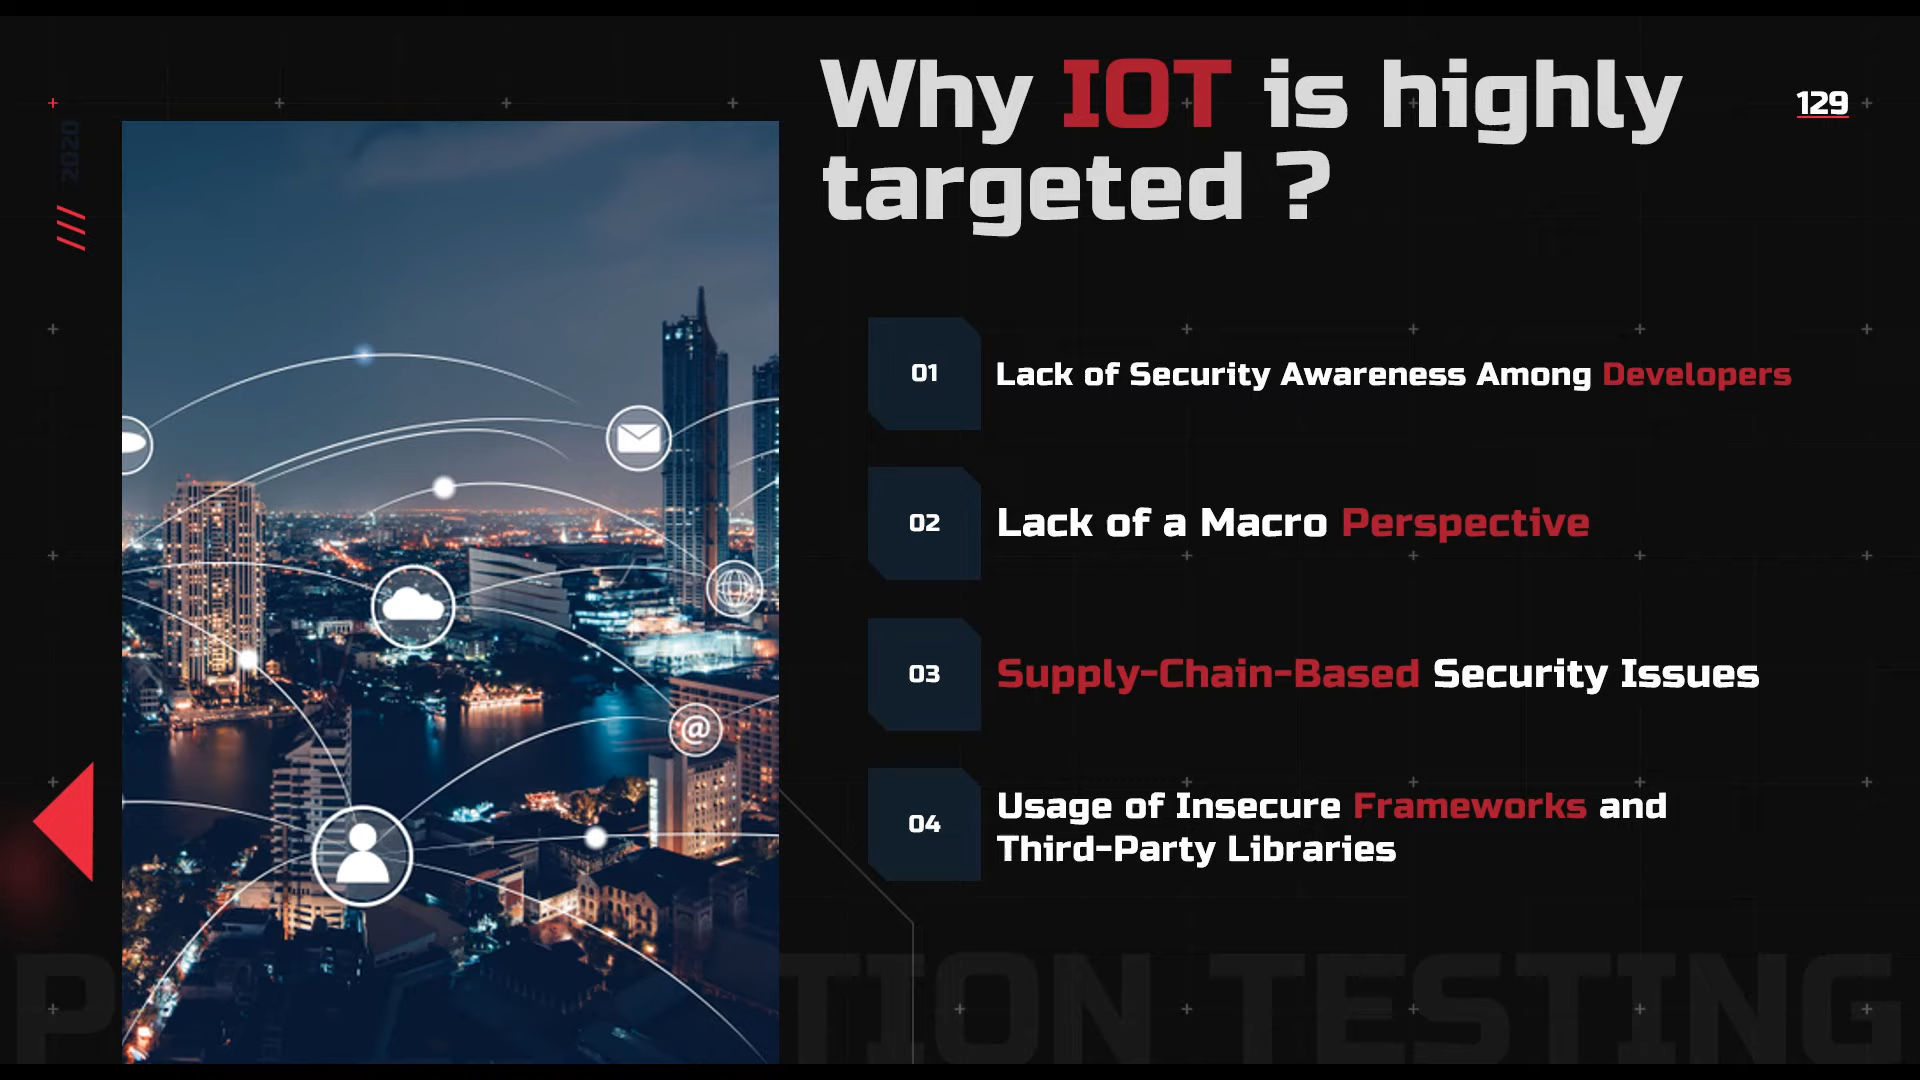 Why IOT is highly
targeted ?
129
2020
01
Lack of Security Awareness Among Developers
02
Lack of a Macro Perspective
03
Supply-Chain-Based Security Issues
04
Usage of Insecure Frameworks and
Third-Party Libraries
P TION TESTING